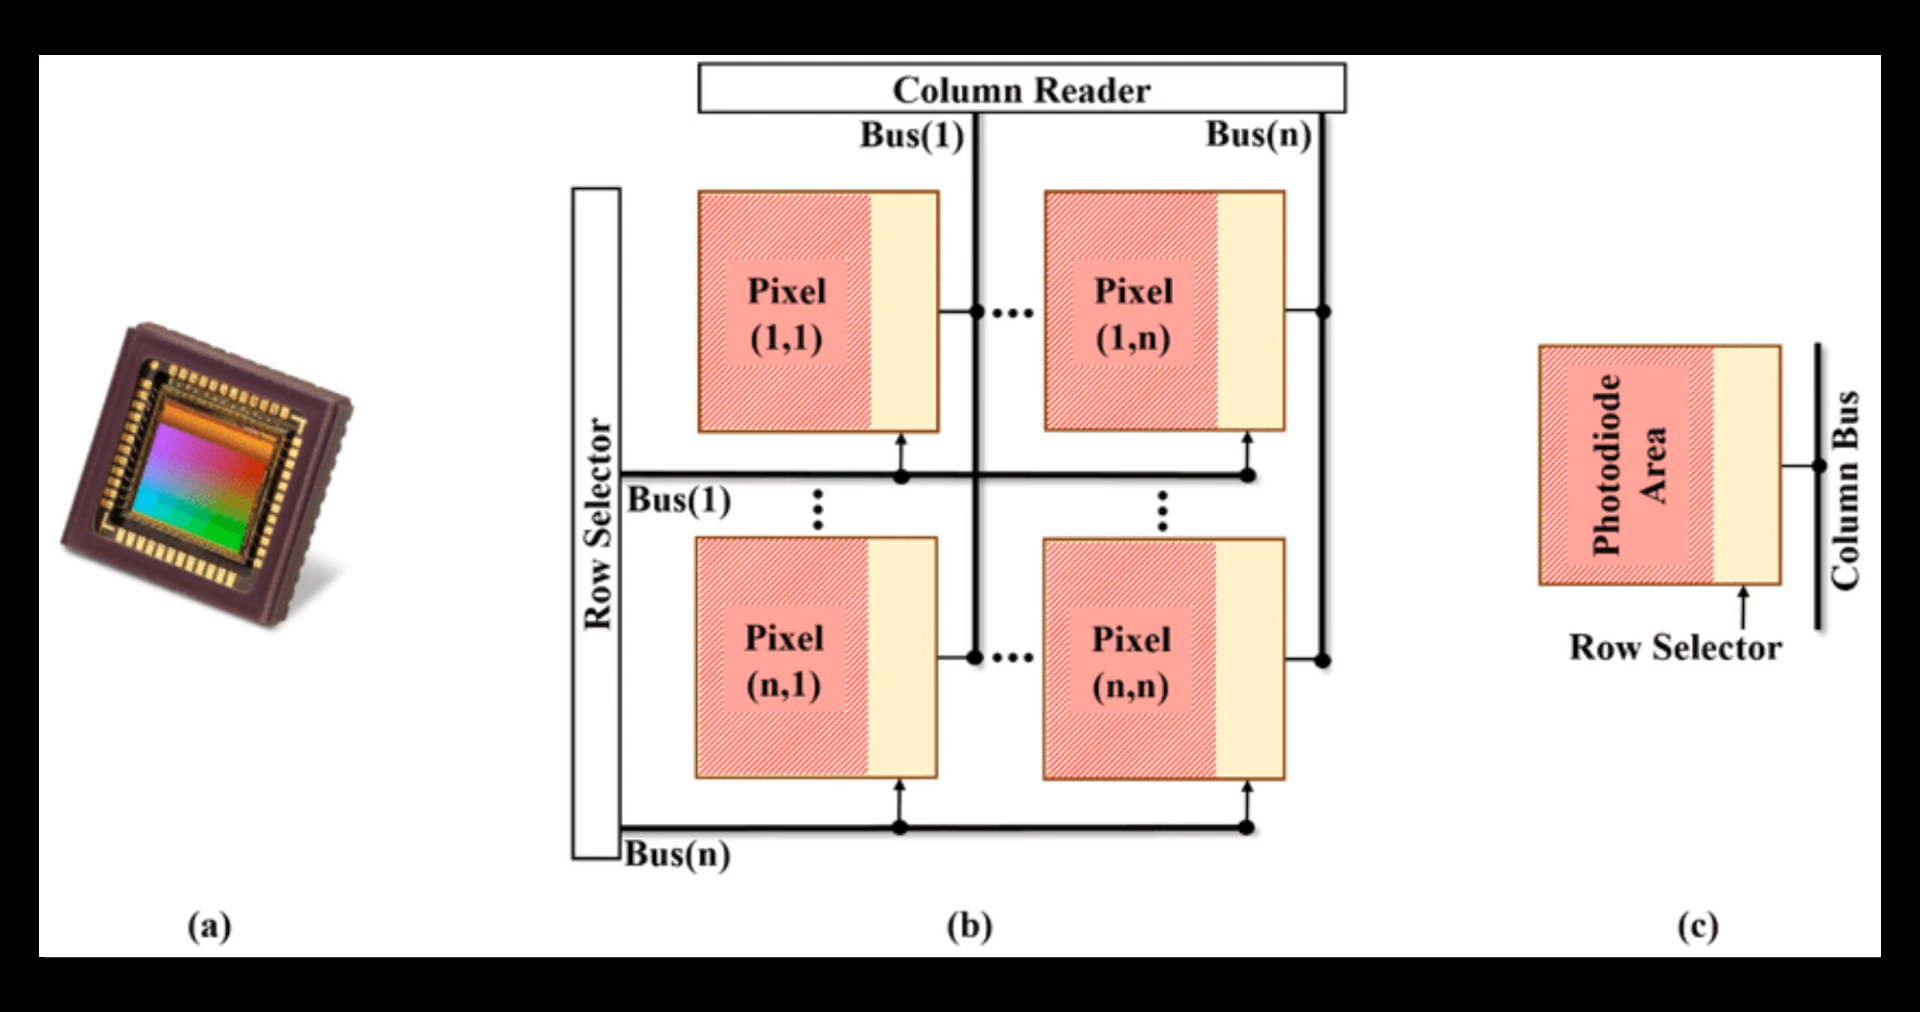 Column Reader
Bus(1)
Bus(n)
Pixel
(1,1)
Pixel
(1,n)
Row Selector
Bus(1)
Pixel
(n,1)
Pixel
(n,n)
Bus(n)
Photodiode
Area
Column Bus
Row Selector
(a)
(b)
(c)